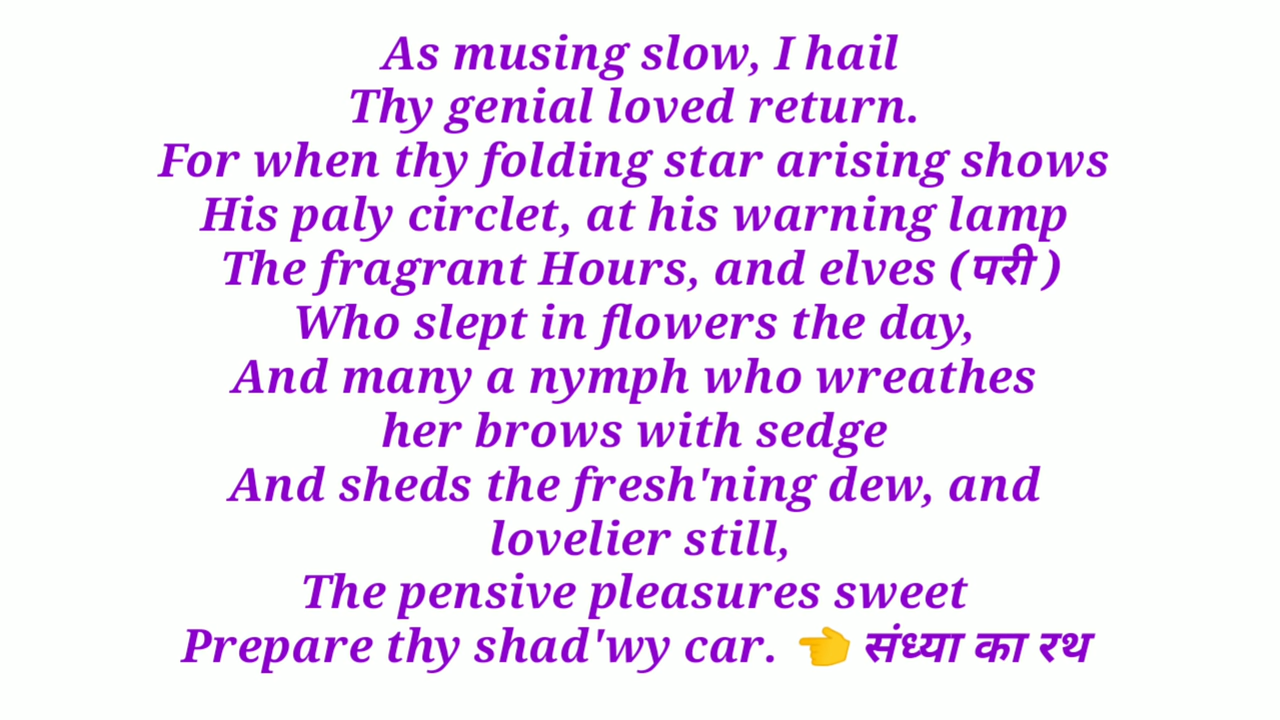 As musing slow, I hail
Thy genial loved return.
For when thy folding star arising shows
His paly circlet, at his warning lamp
The fragrant Hours, and elves (परी )
Who slept in flowers the day,
And many a nymph who wreathes
her brows with sedge
And sheds the fresh'ning dew, and
lovelier still,
The pensive pleasures sweet
Prepare thy shad'wy car. 👈 संध्या का रथ